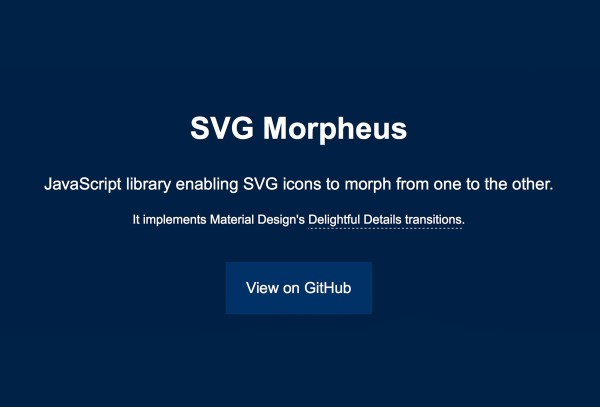 SVG Morpheus
JavaScript library enabling SVG icons to morph from one to the other.
It implements Material Design's Delightful Details transitions.
View on GitHub